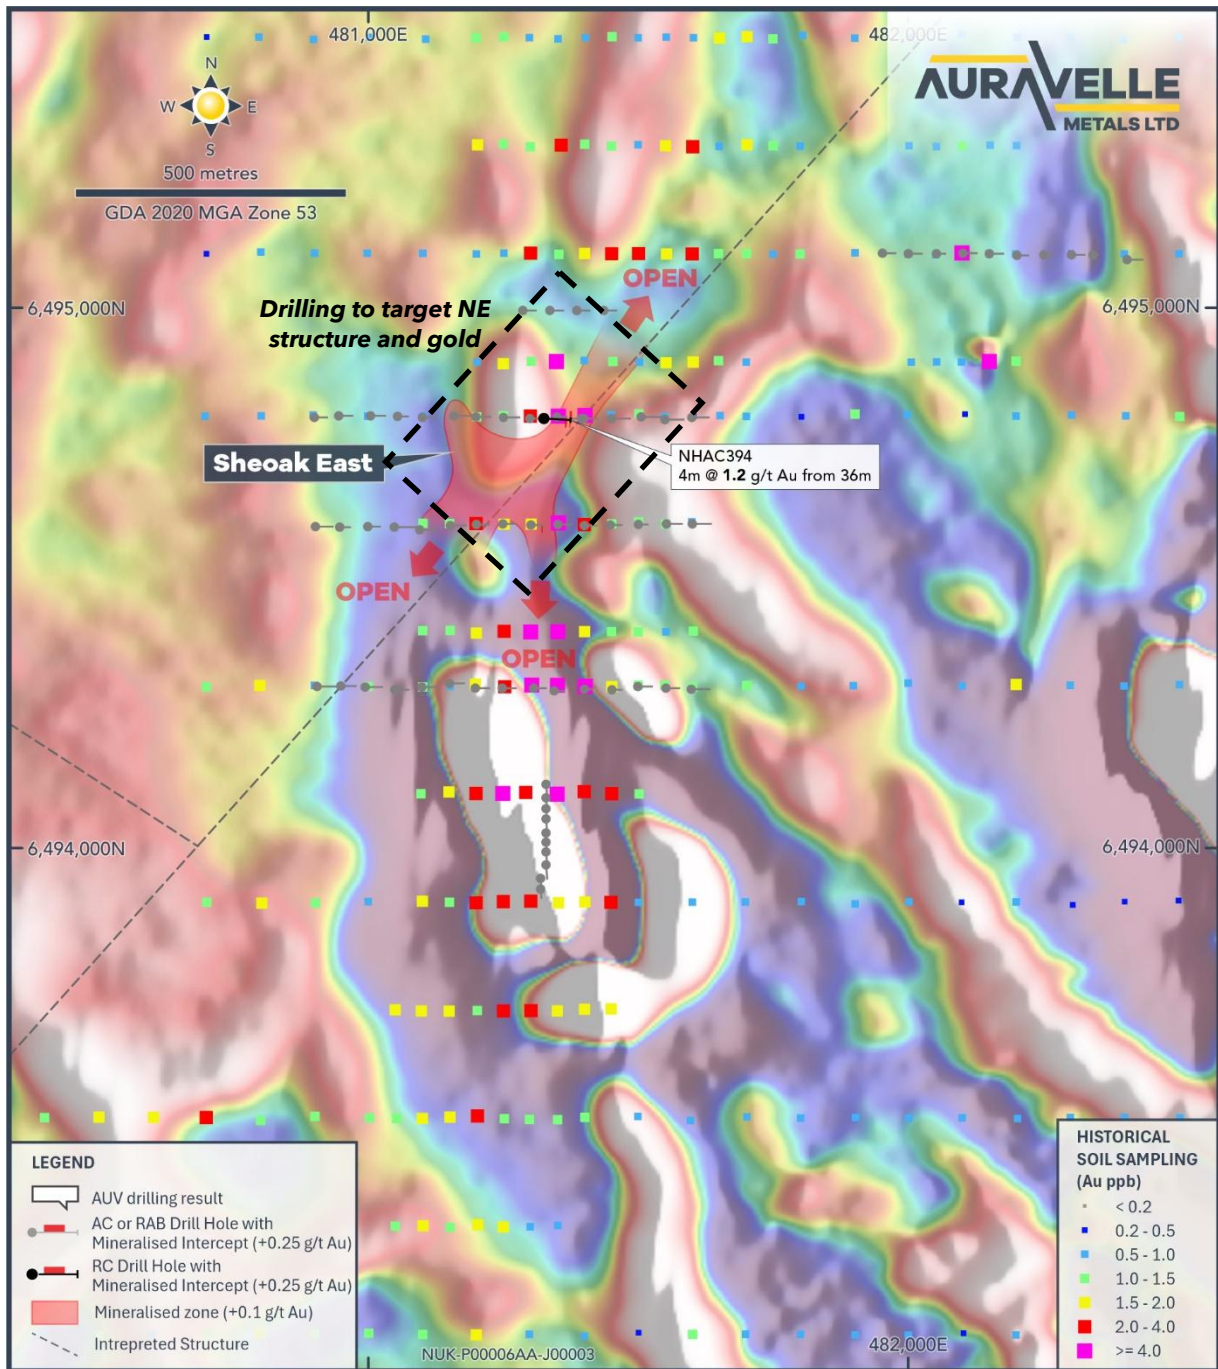 481,000E
482,000E
AURAVELLE
METALS LTD
N
W
E
S
500 metres
GDA 2020 MGA Zone 53
OPEN
6,495,000N
Drilling to target NE
structure and gold
6,495,000N
Sheoak East
NHAC394
4m @ 1.2 g/t Au from 36m
OPEN
OPEN
6,494,000N
6,494,000N
LEGEND
AUV drilling result
AC or RAB Drill Hole with
Mineralised Intercept (+0.25 g/t Au)
RC Drill Hole with
Mineralised Intercept (+0.25 g/t Au)
Mineralised zone (+0.1 g/t Au)
Intrepreted Structure
NUK-P00006AA-J00003
482,000E
HISTORICAL
SOIL SAMPLING
(Au ppb)
< 0.2
0.2 - 0.5
0.5 - 1.0
1.0 - 1.5
1.5 - 2.0
2.0 - 4.0
>= 4.0